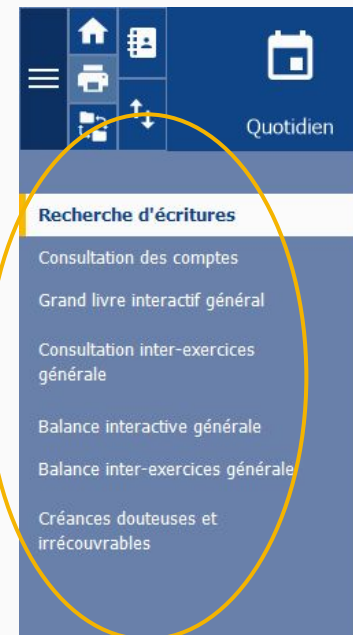 Quotidien
Recherche d'écritures
Consultation des comptes
Grand livre interactif général
Consultation inter-exercices
générale
Balance interactive générale
Balance inter-exercices générale
Créances douteuses et
irrécouvrables